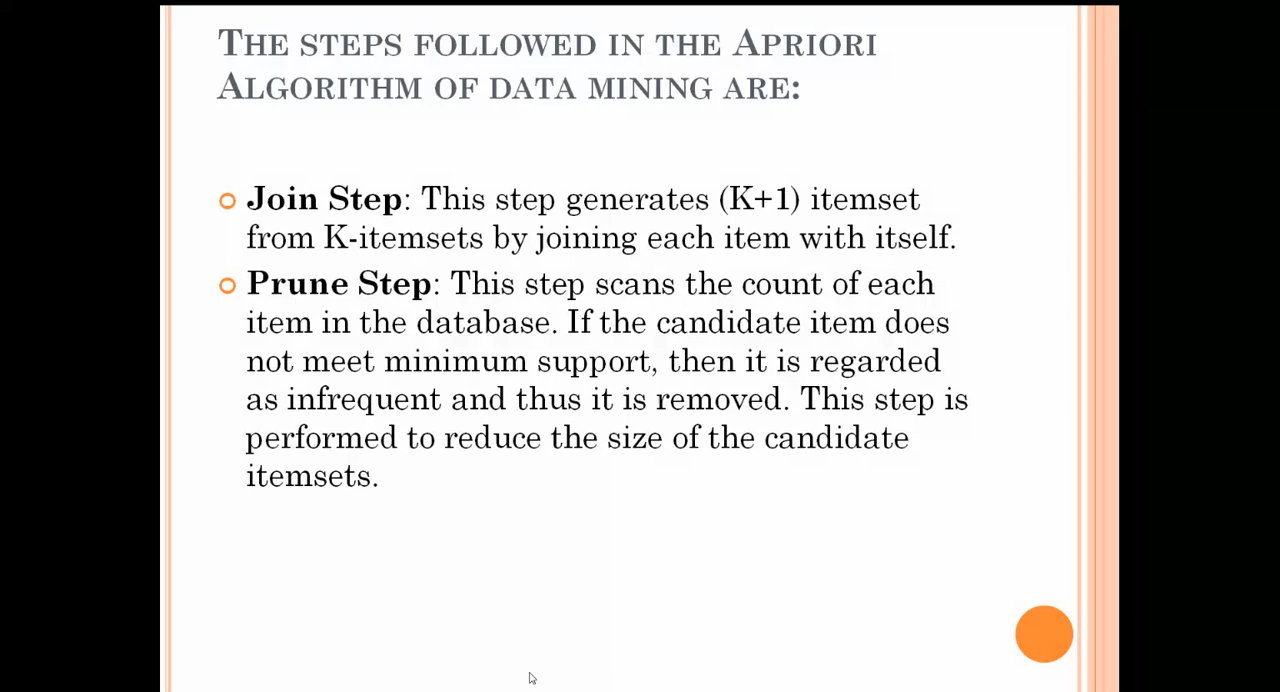 The steps followed in the Apriori
Algorithm of data mining are:
Join Step: This step generates (K+1) itemset
from K-itemsets by joining each item with itself.
Prune Step: This step scans the count of each
item in the database. If the candidate item does
not meet minimum support, then it is regarded
as infrequent and thus it is removed. This step is
performed to reduce the size of the candidate
itemsets.